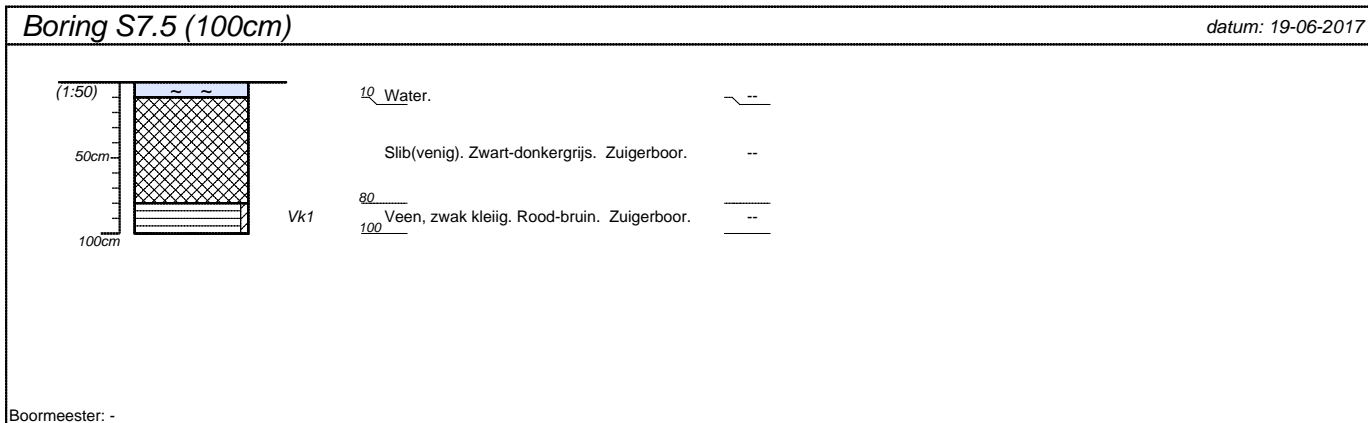 Boring S7.5 (100cm) datum: 19-06-2017
(1:50) ~ ~ 10 Water. --
50cm Slib(venig). Zwart-donkergrijs. Zuigerboor. --
80
Vk1 Veen, zwak kleiig. Rood-bruin. Zuigerboor. --
100
100cm
Boormeester: -